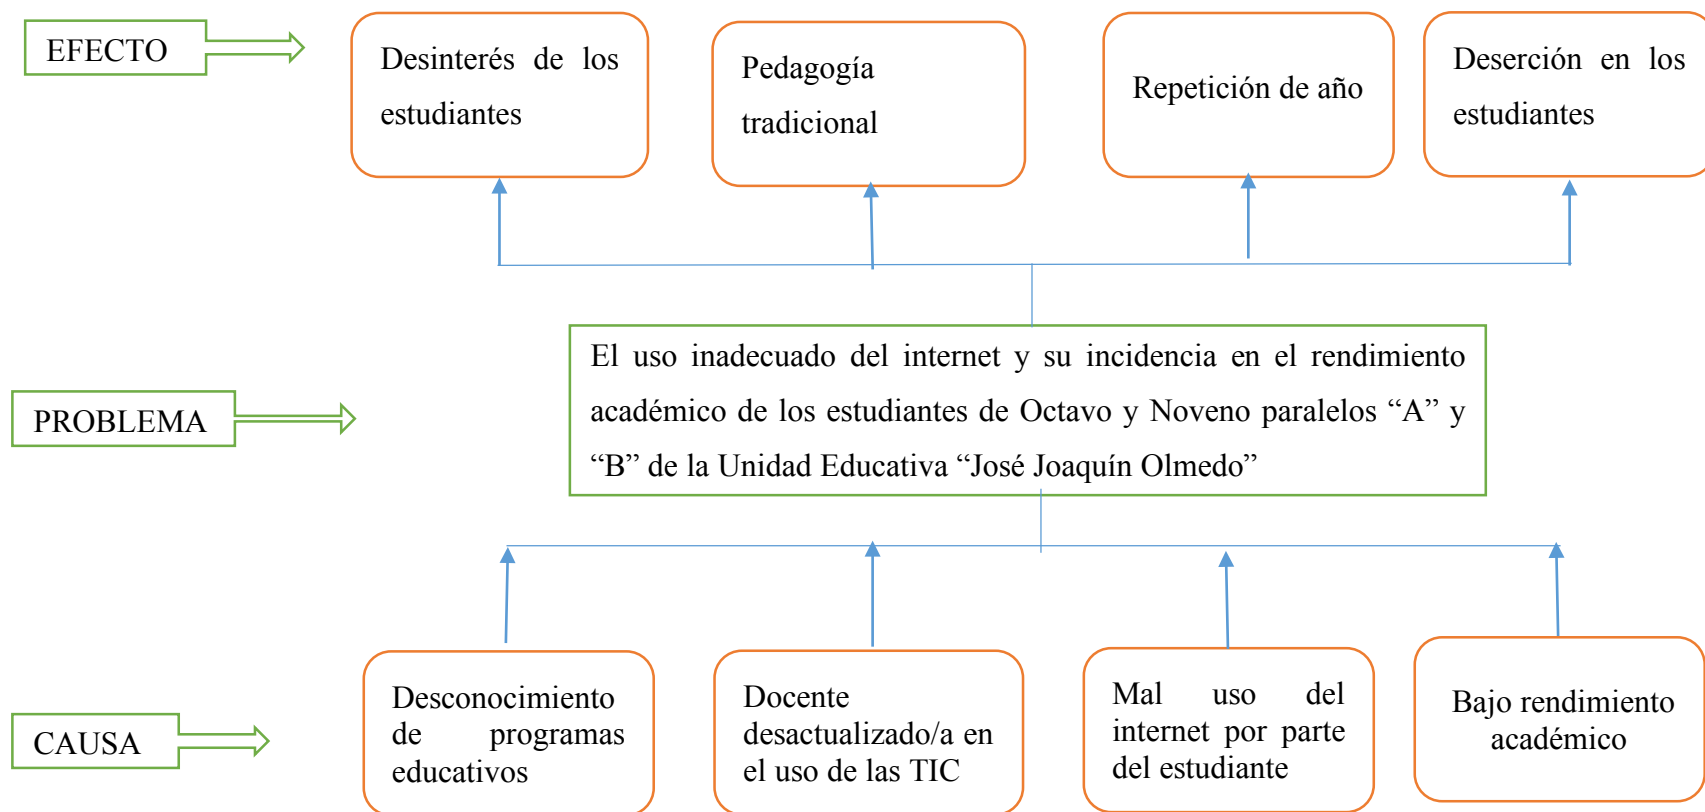 EFECTO
Desinterés de los
estudiantes
Pedagogía
tradicional
Repetición de año
Deserción en los
estudiantes
PROBLEMA
El uso inadecuado del internet y su incidencia en el rendimiento
académico de los estudiantes de Octavo y Noveno paralelos “A” y
“B” de la Unidad Educativa “José Joaquín Olmedo”
CAUSA
Desconocimiento
de programas
educativos
Docente
desactualizado/a en
el uso de las TIC
Mal uso del
internet por parte
del estudiante
Bajo rendimiento
académico